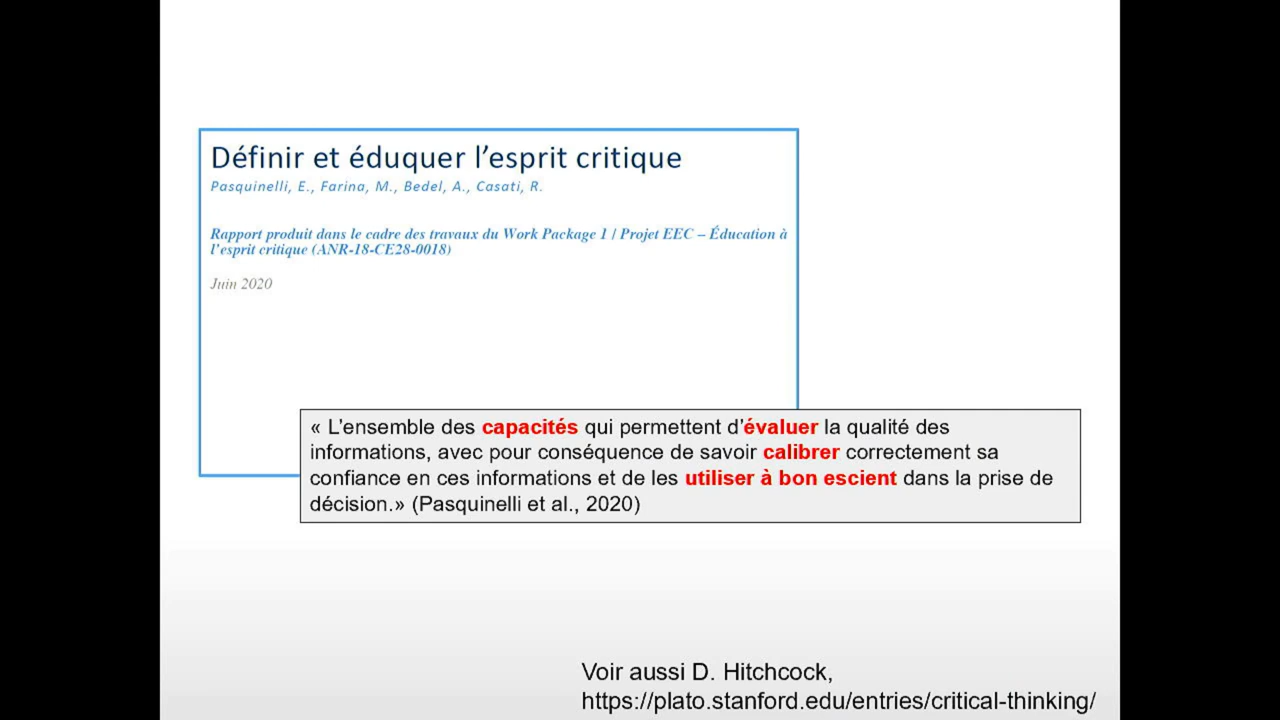 Définir et éduquer l’esprit critique
Pasquinelli, E., Farina, M., Bedel, A., Casati, R.
Rapport produit dans le cadre des travaux du Work Package 1 / Projet EEC – Éducation à
l’esprit critique (ANR-18-CE28-0018)
Juin 2020
« L’ensemble des capacités qui permettent d’évaluer la qualité des
informations, avec pour conséquence de savoir calibrer correctement sa
confiance en ces informations et de les utiliser à bon escient dans la prise de
décision.» (Pasquinelli et al., 2020)
Voir aussi D. Hitchcock,
https://plato.stanford.edu/entries/critical-thinking/